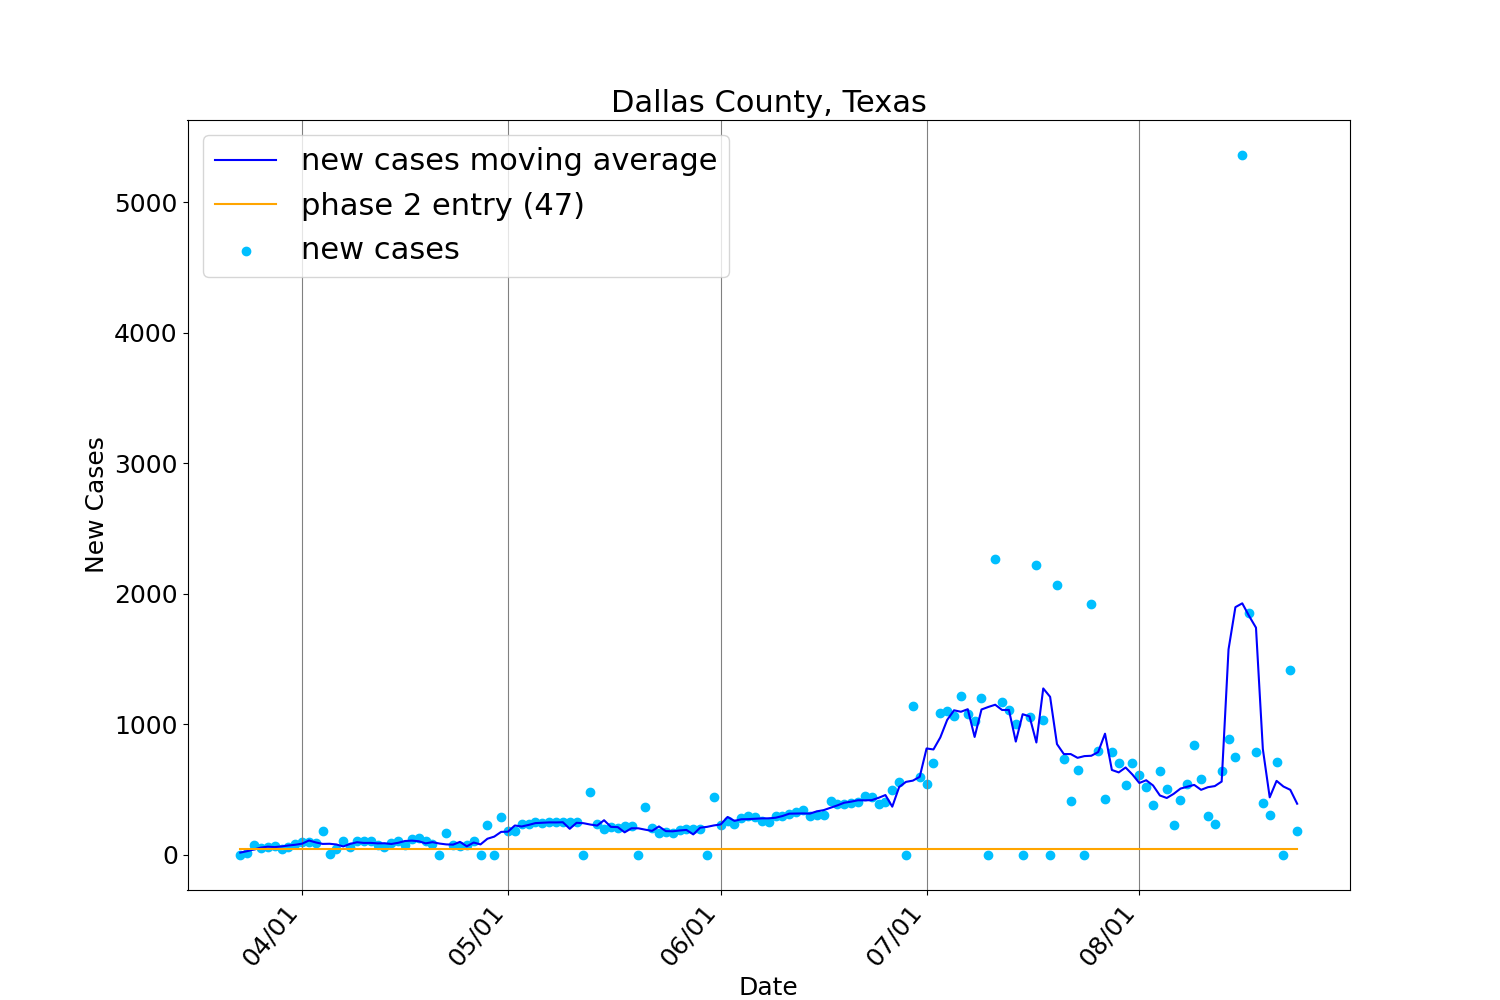 Dallas County, Texas
new cases moving average
phase 2 entry (47)
new cases
5000
4000
3000
2000
1000
0
New Cases
04/01
05/01
06/01
07/01
08/01
Date